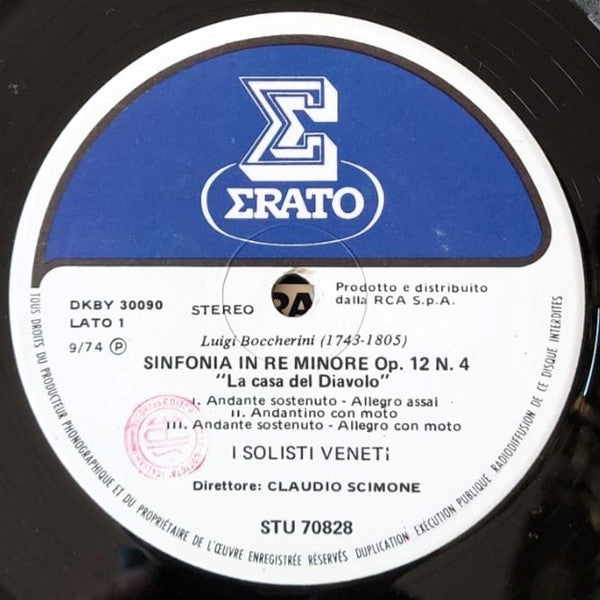 Σ
ΣRATO
DKBY 30090
LATO 1
9/74 Ⓟ
STEREO
RA
Prodotto e distribuito
dalla RCA S.p.A.
Luigi Boccherini (1743-1805)
SINFONIA IN RE MINORE Op. 12 N. 4
"La casa del Diavolo"
I. Andante sostenuto - Allegro assai
II. Andantino con moto
III. Andante sostenuto - Allegro con moto
I SOLISTI VENETI
Direttore: CLAUDIO SCIMONE
STU 70828
TOUS DROITS DU PRODUCTEUR PHONOGRAPHIQUE ET DU PROPRIÉTAIRE DE L'ŒUVRE ENREGISTRÉE RÉSERVÉS DUPLICATION EXÉCUTION PUBLIQUE RADIODIFFUSION DE CE DISQUE INTERDITES